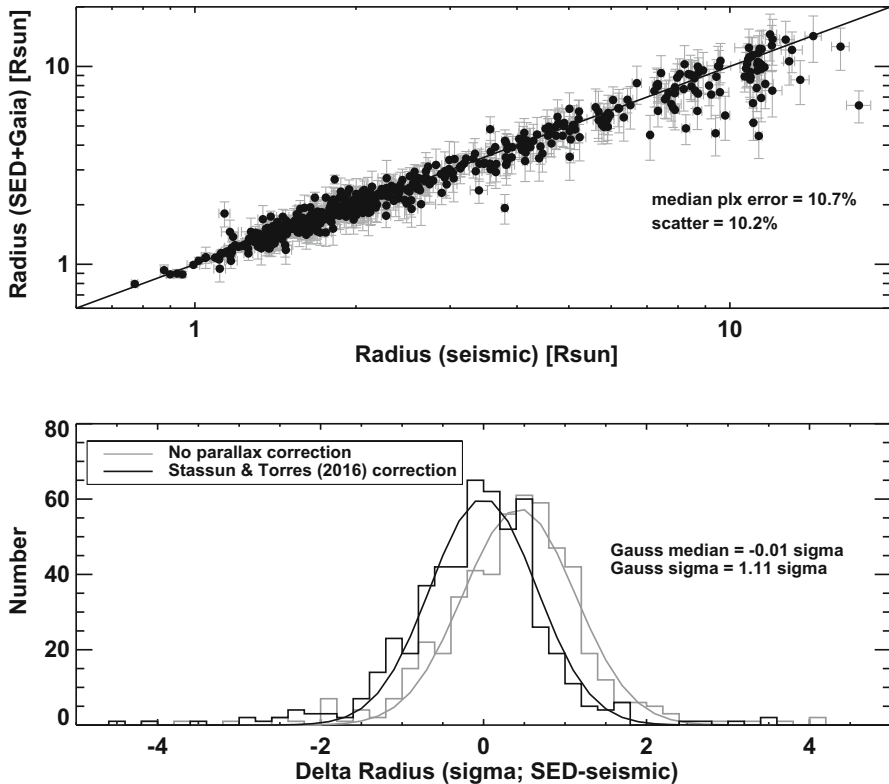 Radius (SED+Gaia) [Rsun]
10
1
median plx error = 10.7%
scatter = 10.2%
1
10
Radius (seismic) [Rsun]
Number
80
60
40
20
0
No parallax correction
Stassun & Torres (2016) correction
Gauss median = -0.01 sigma
Gauss sigma = 1.11 sigma
-4
-2
0
2
4
Delta Radius (sigma; SED-seismic)